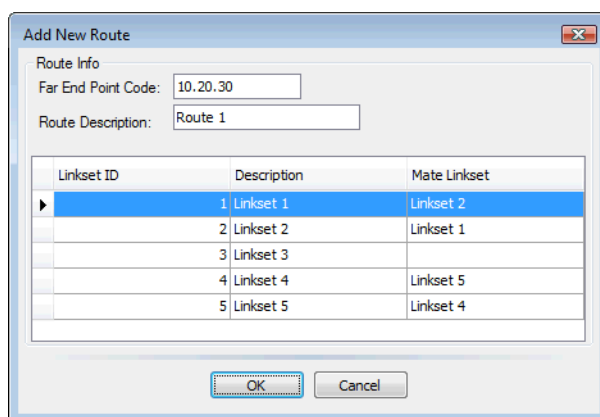 Add New Route
Route Info
Far End Point Code: 10.20.30
Route Description: Route 1
Linkset ID Description Mate Linkset
1 Linkset 1 Linkset 2
2 Linkset 2 Linkset 1
3 Linkset 3
4 Linkset 4 Linkset 5
5 Linkset 5 Linkset 4
OK Cancel